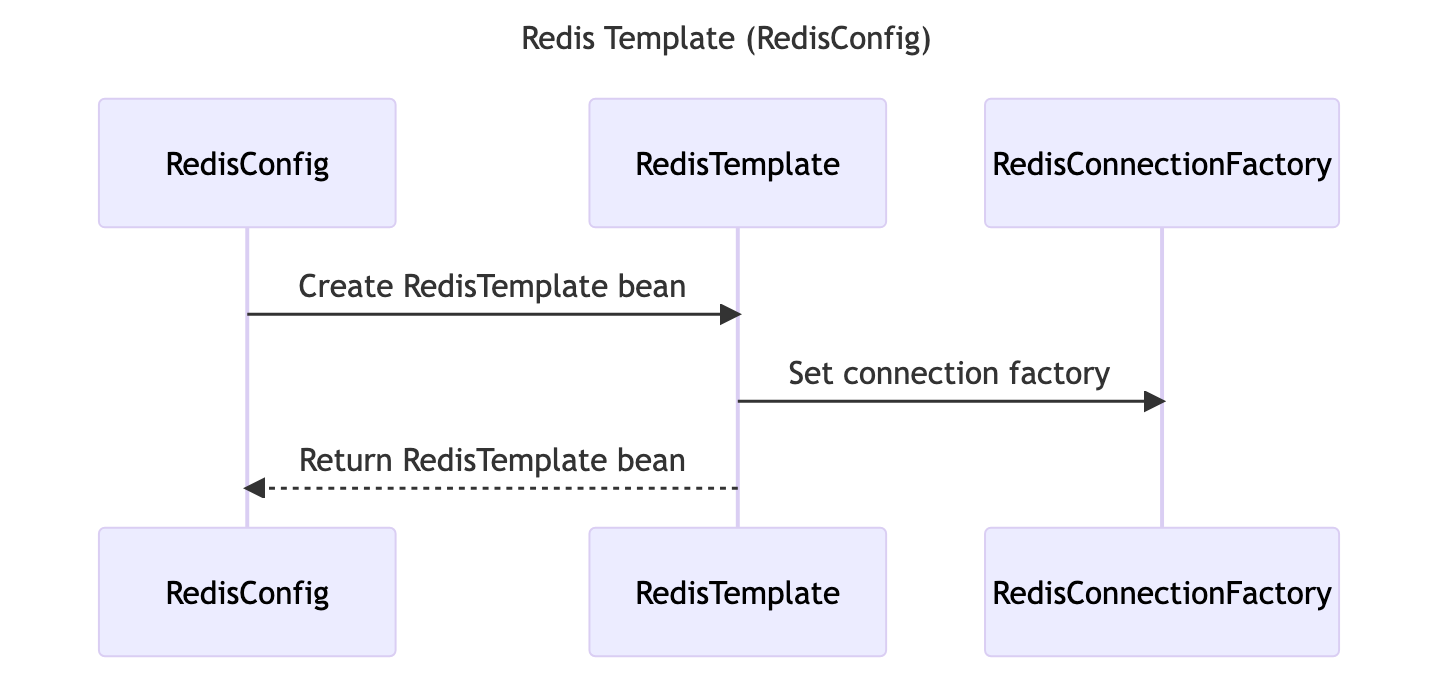 Redis Template (RedisConfig)
RedisConfig
RedisTemplate
RedisConnectionFactory
Create RedisTemplate bean
Set connection factory
Return RedisTemplate bean
RedisConfig
RedisTemplate
RedisConnectionFactory